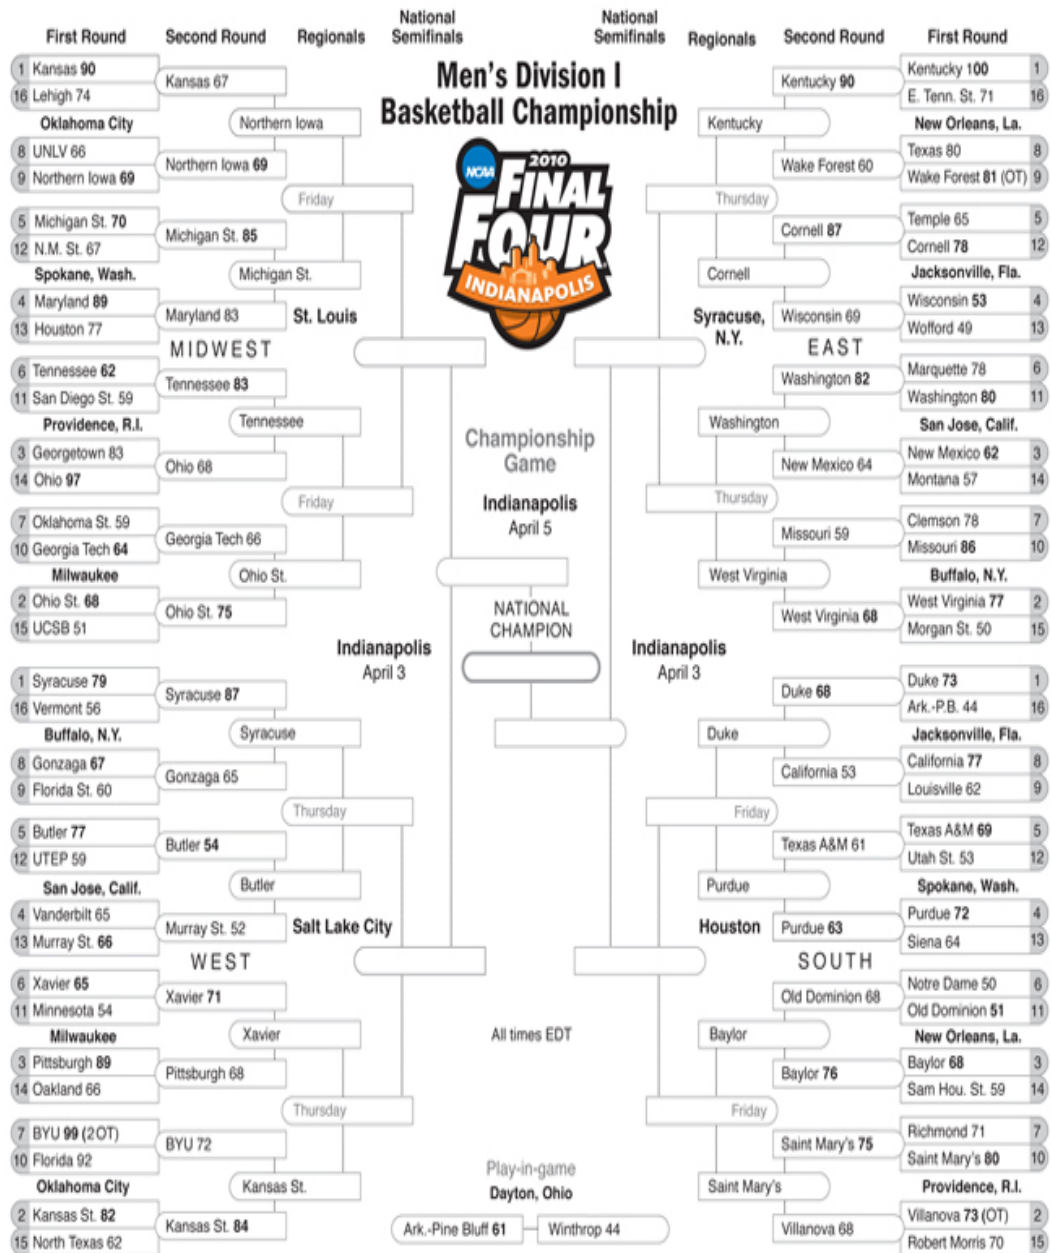 First Round
Second Round
Regionals
National
Semifinals
National
Semifinals
Regionals
Second Round
First Round
Men's Division I
Basketball Championship
NCAA
2010
FINAL
FOUR
INDIANAPOLIS
1 Kansas 90
16 Lehigh 74
Oklahoma City
8 UNLV 66
9 Northern Iowa 69
5 Michigan St. 70
12 N.M. St. 67
Spokane, Wash.
4 Maryland 89
13 Houston 77
MIDWEST
6 Tennessee 62
11 San Diego St. 59
Providence, R.I.
3 Georgetown 83
14 Ohio 97
7 Oklahoma St. 59
10 Georgia Tech 64
Milwaukee
2 Ohio St. 68
15 UCSB 51
Kansas 67
Northern Iowa 69
Michigan St. 85
Maryland 83
Tennessee 83
Ohio 68
Georgia Tech 66
Ohio St. 75
Northern Iowa
Michigan St.
Tennessee
Ohio St.
Friday
St. Louis
Friday
1 Syracuse 79
16 Vermont 56
Buffalo, N.Y.
8 Gonzaga 67
9 Florida St. 60
5 Butler 77
12 UTEP 59
San Jose, Calif.
4 Vanderbilt 65
13 Murray St. 66
WEST
6 Xavier 65
11 Minnesota 54
Milwaukee
3 Pittsburgh 89
14 Oakland 66
7 BYU 99 (2OT)
10 Florida 92
Oklahoma City
2 Kansas St. 82
15 North Texas 62
Syracuse 87
Gonzaga 65
Butler 54
Murray St. 52
Xavier 71
Pittsburgh 68
BYU 72
Kansas St. 84
Syracuse
Butler
Xavier
Kansas St.
Thursday
Salt Lake City
Thursday
Championship
Game
Indianapolis
April 5
NATIONAL
CHAMPION
Indianapolis
April 3
Indianapolis
April 3
All times EDT
Play-in-game
Dayton, Ohio
Ark.-Pine Bluff 61
Winthrop 44
Kentucky
Cornell
Washington
West Virginia
Thursday
Syracuse,
N.Y.
Thursday
Kentucky 90
Wake Forest 60
Cornell 87
Wisconsin 69
EAST
Washington 82
New Mexico 64
Missouri 59
West Virginia 68
Kentucky 100 1
E. Tenn. St. 71 16
New Orleans, La.
Texas 80 8
Wake Forest 81 (OT) 9
Temple 65 5
Cornell 78 12
Jacksonville, Fla.
Wisconsin 53 4
Wofford 49 13
Marquette 78 6
Washington 80 11
San Jose, Calif.
New Mexico 62 3
Montana 57 14
Clemson 78 7
Missouri 86 10
Buffalo, N.Y.
West Virginia 77 2
Morgan St. 50 15
Duke
Purdue
Baylor
Saint Mary's
Friday
Houston
Friday
Duke 68
California 53
Texas A&M 61
Purdue 63
SOUTH
Old Dominion 68
Baylor 76
Saint Mary's 75
Villanova 68
Duke 73 1
Ark.-P.B. 44 16
Jacksonville, Fla.
California 77 8
Louisville 62 9
Texas A&M 69 5
Utah St. 53 12
Spokane, Wash.
Purdue 72 4
Siena 64 13
Notre Dame 50 6
Old Dominion 51 11
New Orleans, La.
Baylor 68 3
Sam Hou. St. 59 14
Richmond 71 7
Saint Mary's 80 10
Providence, R.I.
Villanova 73 (OT) 2
Robert Morris 70 15